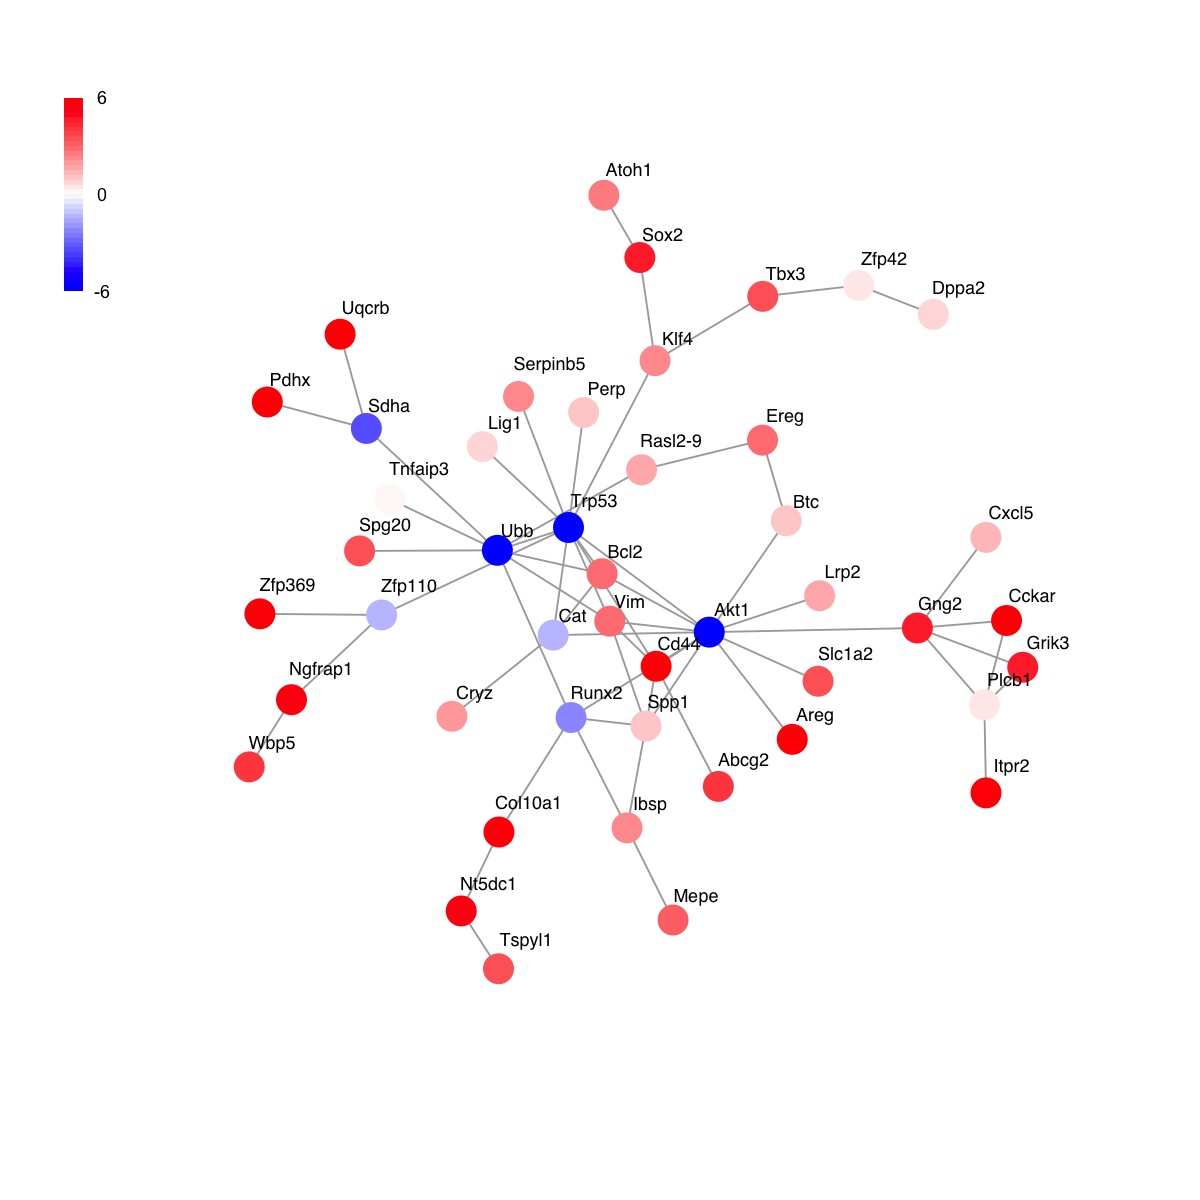 6
0
-6
Atoh1
Sox2
Zfp42
Tbx3
Dppa2
Uqcrb
Klf4
Serpinb5
Pdhx
Perp
Sdha
Ereg
Lig1
Rasl2-9
Tnfaip3
Trp53
Btc
Cxcl5
Spg20
Ubb
Bcl2
Lrp2
Zfp369
Zfp110
Cckar
Vim
Gng2
Akt1
Cat
Grik3
Cd44
Slc1a2
Ngfrap1
Plcb1
Cryz
Runx2
Spp1
Areg
Wbp5
Abcg2
Itpr2
Col10a1
Ibsp
Nt5dc1
Mepe
Tspyl1